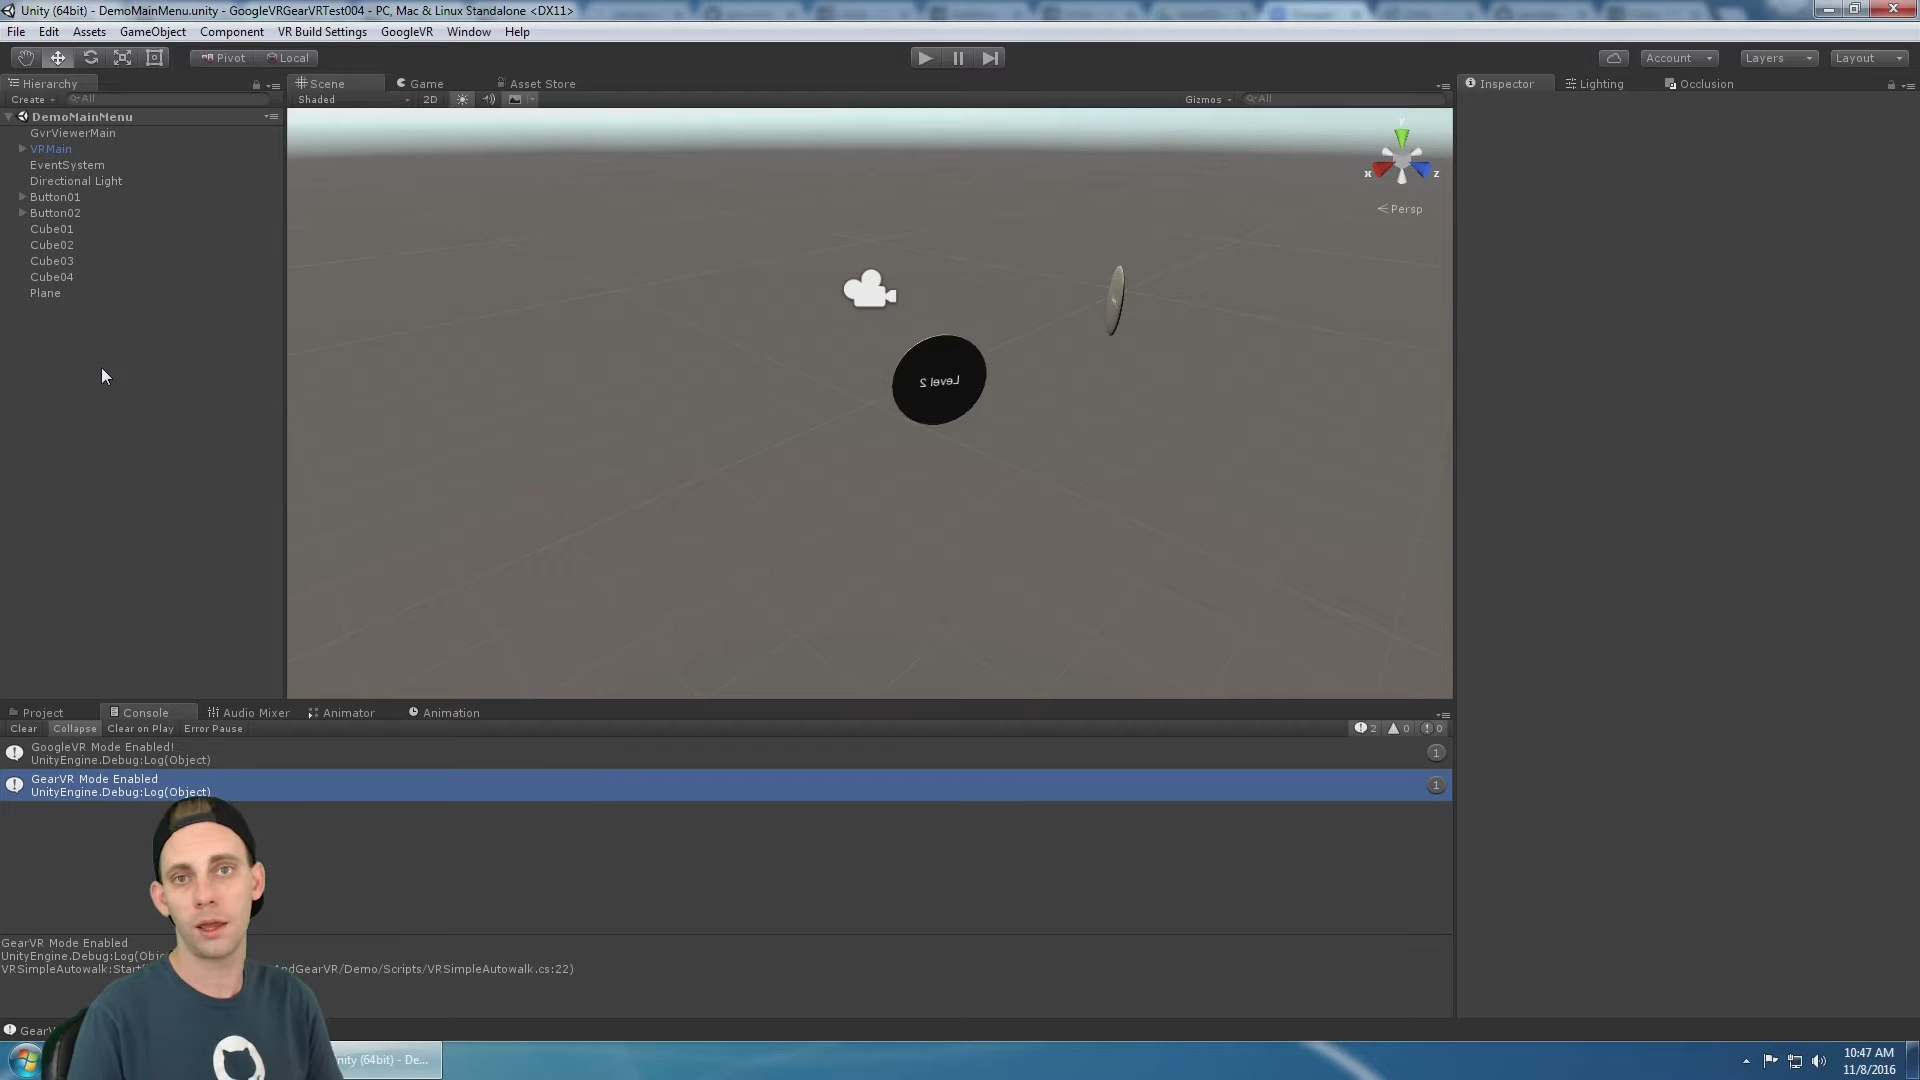 Unity (64bit) - DemoMainMenu.unity - GoogleVRGearVRTest004 - PC, Mac & Linux Standalone <DX11>
File Edit Assets GameObject Component VR Build Settings GoogleVR Window Help
Pivot Local Account Layers Layout
Hierarchy Scene Game Asset Store Inspector Lighting Occlusion
Create All Shaded 2D Gizmos All
DemoMainMenu
GvrViewerMain
VRMain
EventSystem
Directional Light
Button01
Button02
Cube01
Cube02
Cube03
Cube04
Plane
y
x z
Persp
Level 2
Project Console Audio Mixer Animator Animation
Clear Collapse Clear on Play Error Pause 2 0 0
GoogleVR Mode Enabled!
UnityEngine.Debug:Log(Object) 1
GearVR Mode Enabled
UnityEngine.Debug:Log(Object) 1
GearVR Mode Enabled
UnityEngine.Debug:Log(Obje
VRSimpleAutowalk:Start( AndGearVR/Demo/Scripts/VRSimpleAutowalk.cs:22)
GearV
nity (64bit) - De...
10:47 AM
11/8/2016